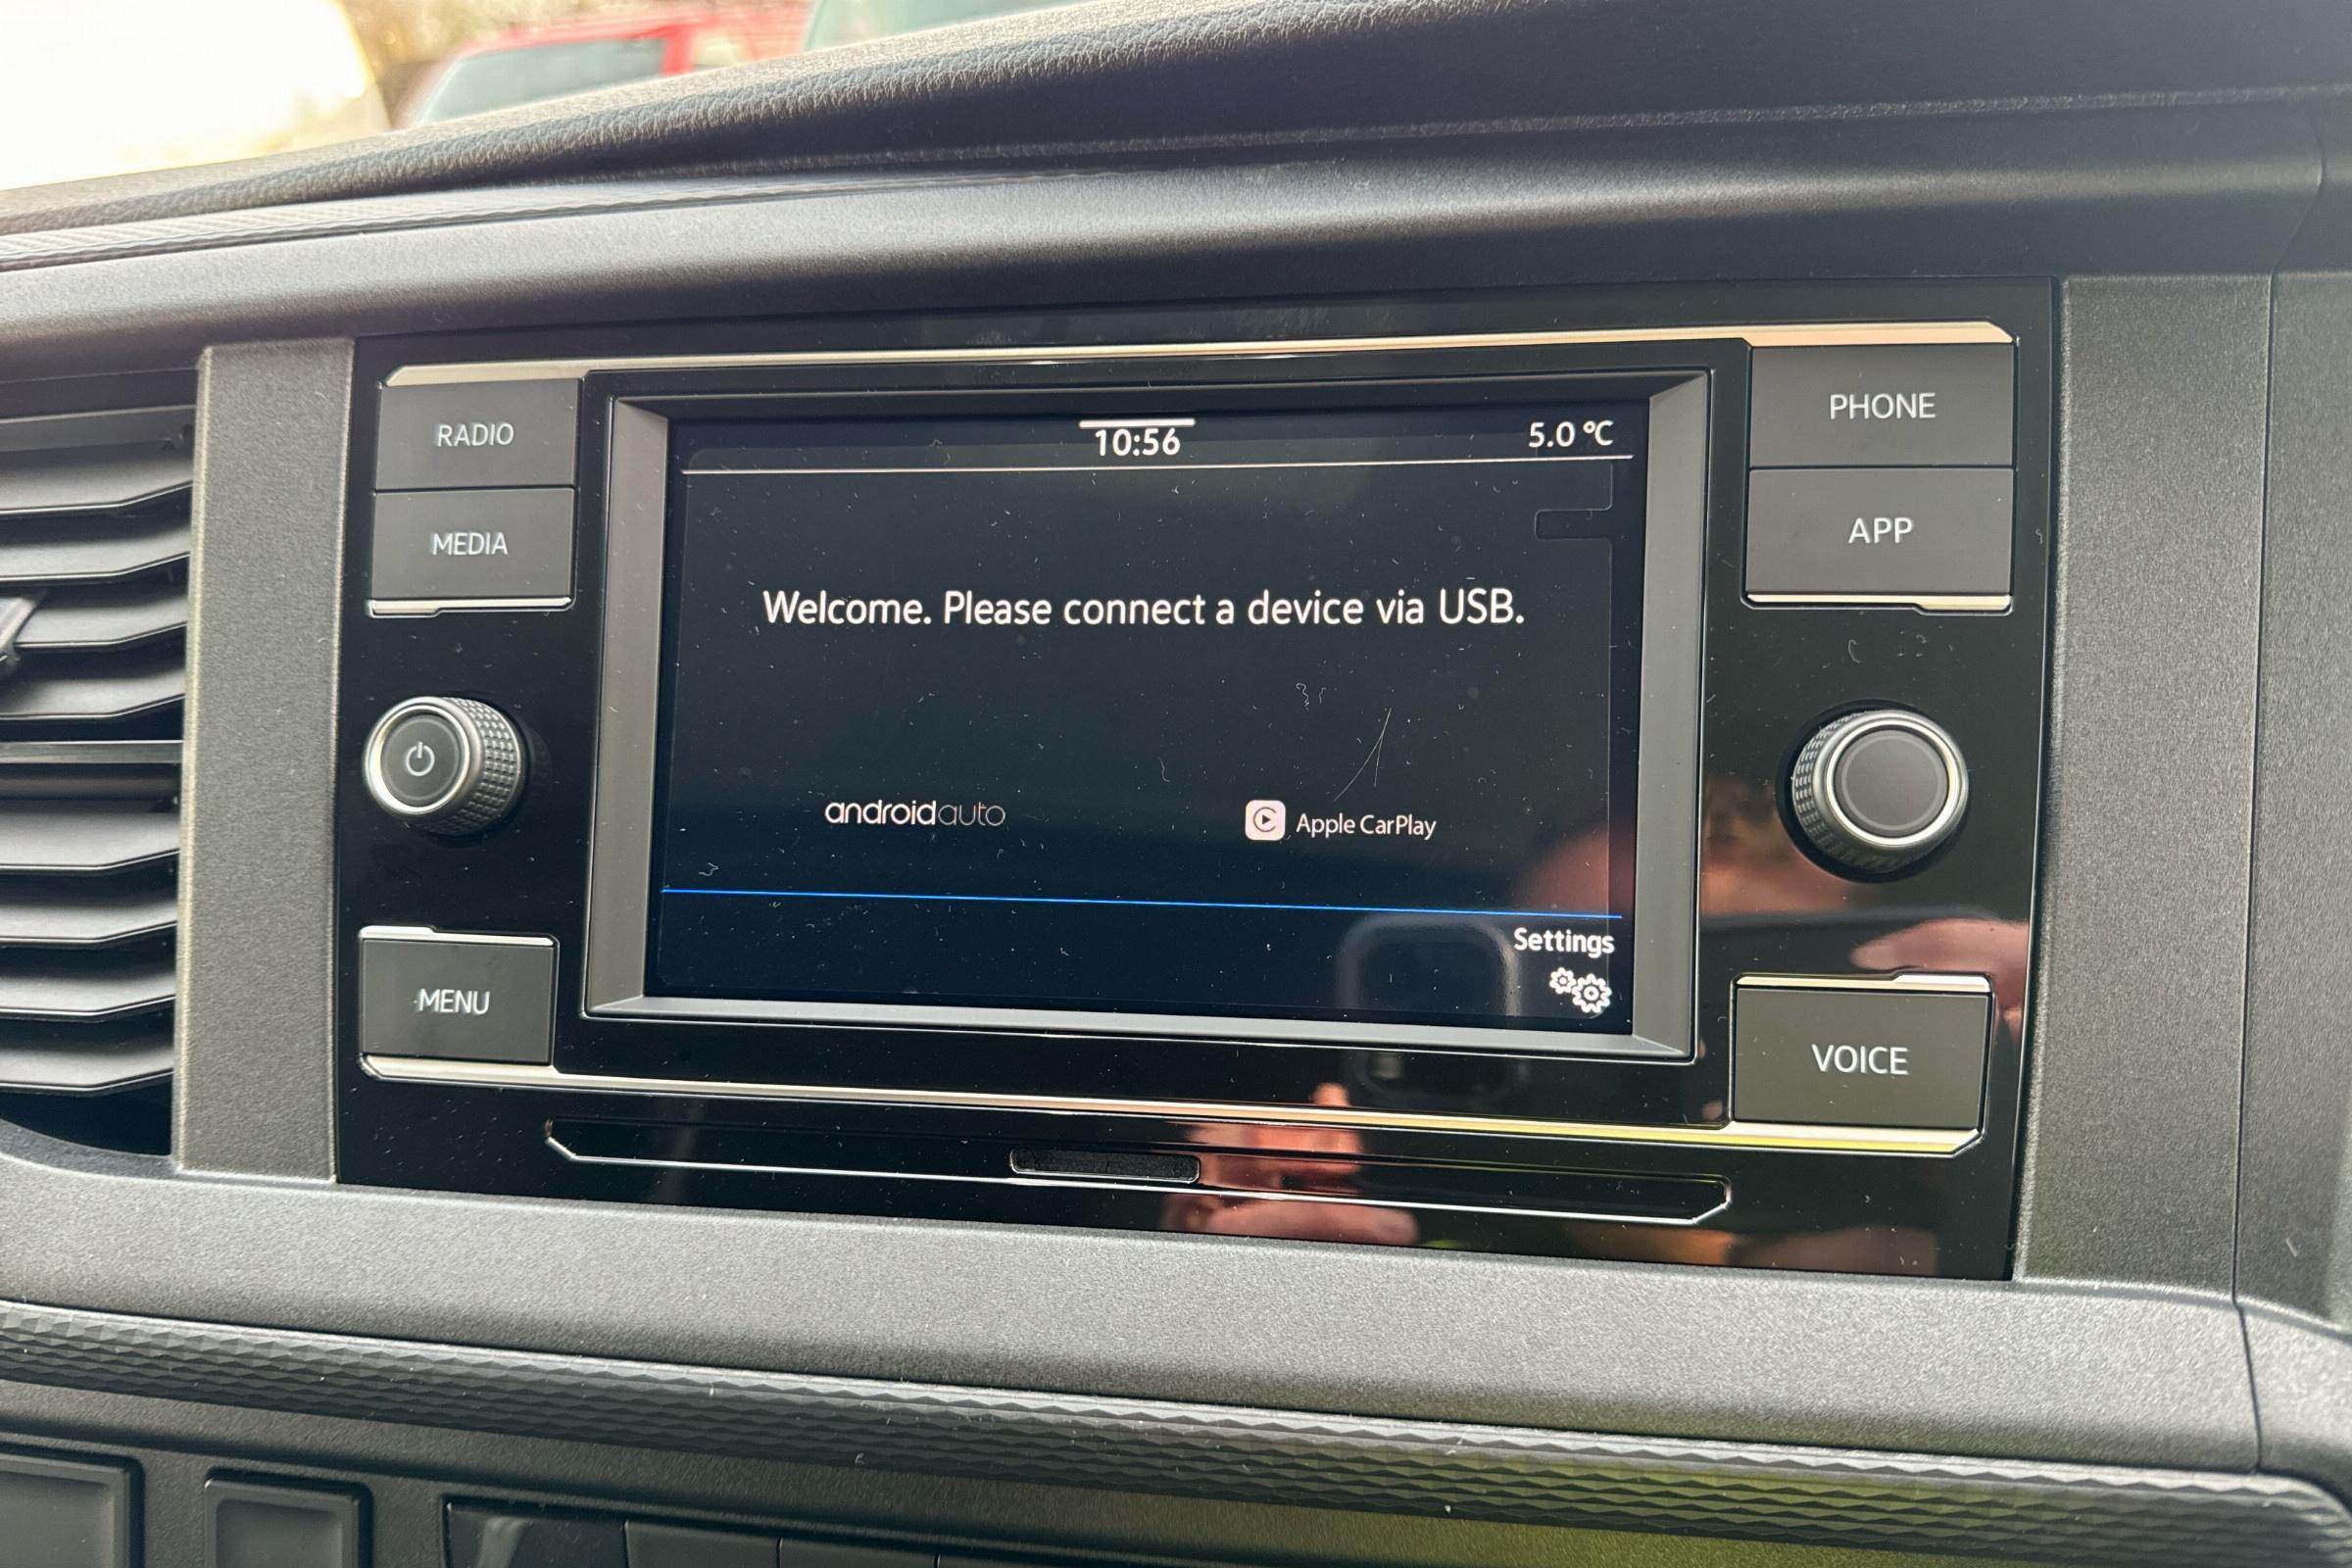 RADIO
MEDIA
MENU
10:56
5.0 °C
Welcome. Please connect a device via USB.
androidauto
Apple CarPlay
Settings
PHONE
APP
VOICE